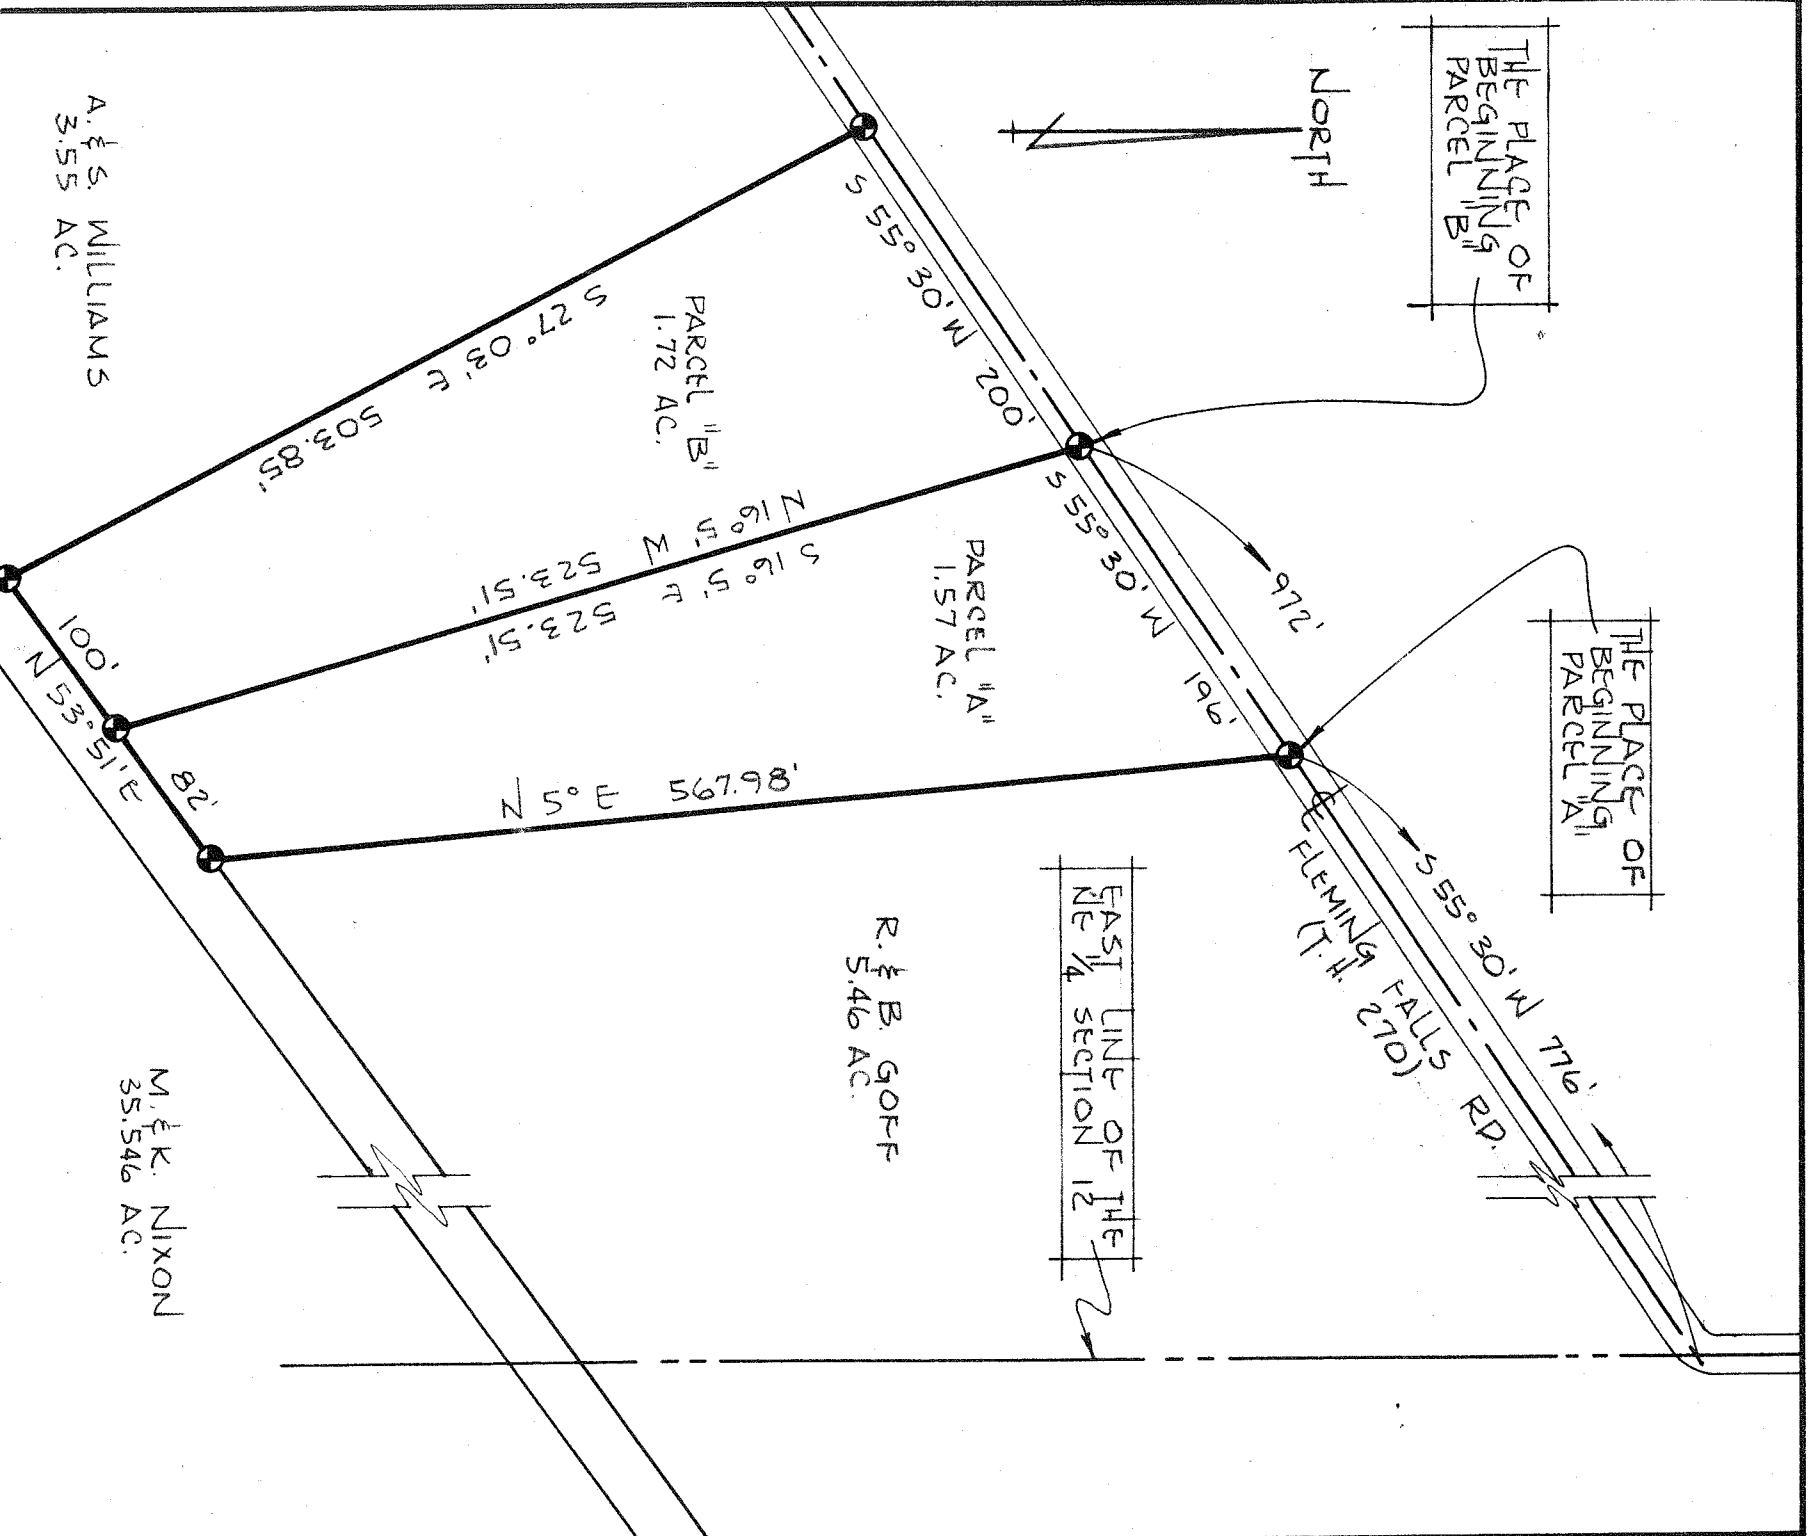 THE PLACE OF
BEGINNING
PARCEL "B"
NORTH
THE PLACE OF
BEGINNING
PARCEL "A"
972'
S 55° 30' W 776'
S 55° 30' W 200'
S 55° 30' W 196'
℄ FLEMING FALLS RD.
(T.H. 270)
EAST LINE OF THE
NE ¼ SECTION 12
PARCEL "B"
1.72 AC.
PARCEL "A"
1.57 AC.
S 27° 03' E 503.85'
N 16° 5' W 523.51'
S 16° 5' E 523.51'
N 5° E 567.98'
R. & B. GOFF
5.46 AC.
A. & S. WILLIAMS
3.55 AC.
100'
82'
N 53° 51' E
M. & K. NIXON
35.546 AC.